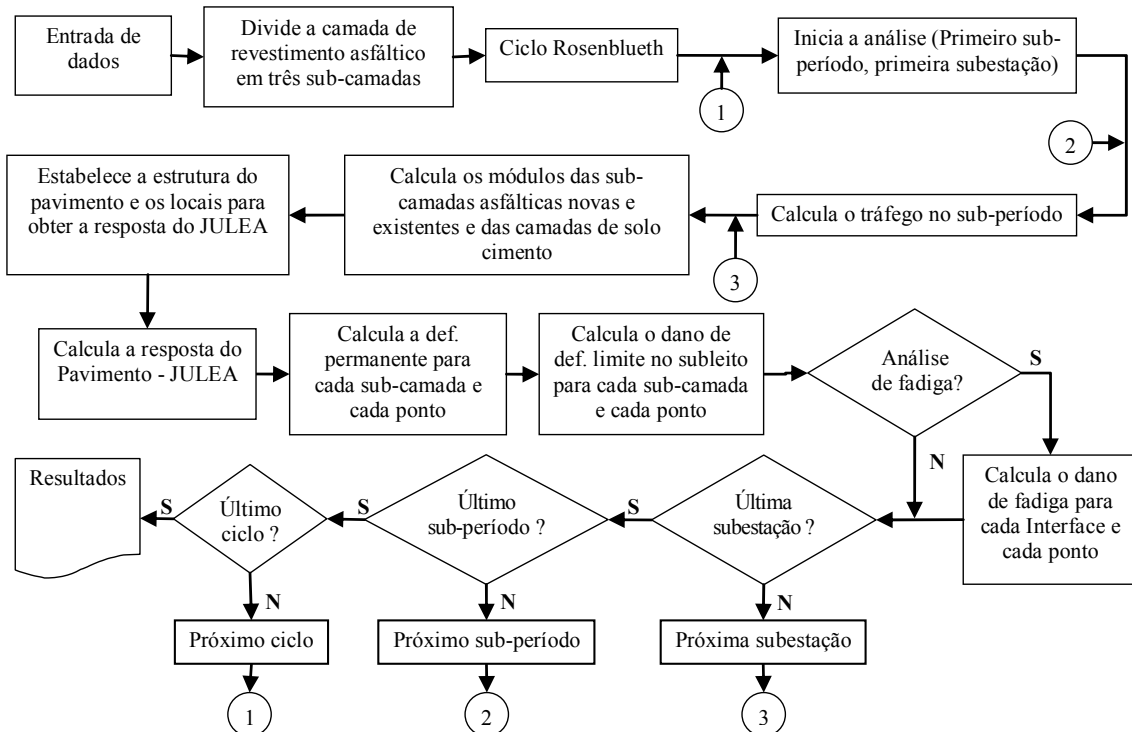 Entrada de
dados
Divide a camada de
revestimento asfáltico
em três sub-camadas
Ciclo Rosenblueth
1
Inicia a análise (Primeiro sub-
período, primeira subestação)
2
Calcula o tráfego no sub-período
3
Calcula os módulos das sub-
camadas asfálticas novas e
existentes e das camadas de solo
cimento
Estabelece a estrutura do
pavimento e os locais para
obter a resposta do JULEA
Calcula a resposta do
Pavimento - JULEA
Calcula a def.
permanente para
cada sub-camada e
cada ponto
Calcula o dano de
def. limite no subleito
para cada sub-camada
e cada ponto
Análise
de fadiga?
S
N
Calcula o dano
de fadiga para
cada Interface e
cada ponto
Última
subestação ?
S
N
Próxima subestação
3
Último
sub-período ?
S
N
Próximo sub-período
2
Último
ciclo ?
S
N
Próximo ciclo
1
Resultados